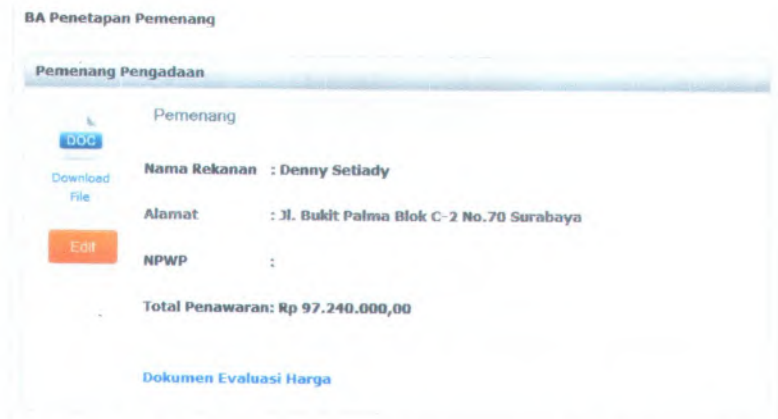 BA Penetapan Pemenang
Pemenang Pengadaan
Pemenang
DOC
Download
File
Edit
Nama Rekanan : Denny Setiady
Alamat : Jl. Bukit Palma Blok C-2 No.70 Surabaya
NPWP :
Total Penawaran: Rp 97.240.000,00
Dokumen Evaluasi Harga